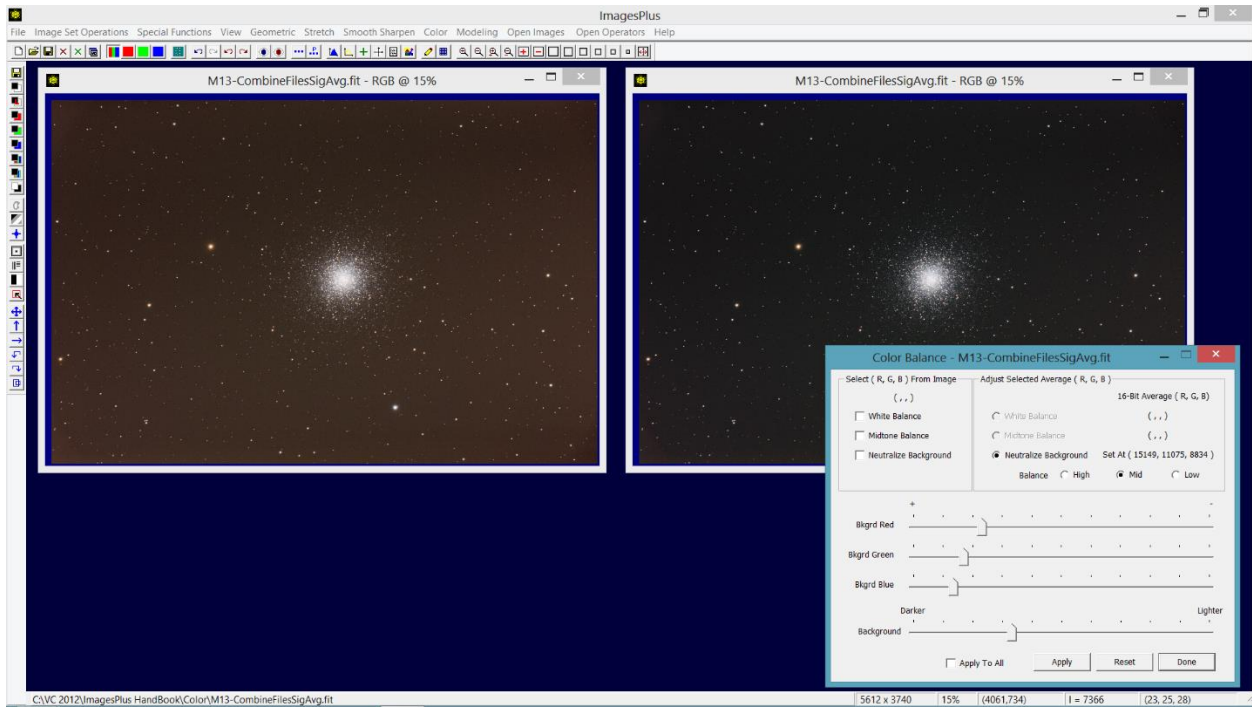 ImagesPlus
File Image Set Operations Special Functions View Geometric Stretch Smooth Sharpen Color Modeling Open Images Open Operators Help
M13-CombineFilesSigAvg.fit - RGB @ 15%
M13-CombineFilesSigAvg.fit - RGB @ 15%
Color Balance - M13-CombineFilesSigAvg.fit
Select ( R, G, B ) From Image
Adjust Selected Average ( R, G, B )
( , , )
16-Bit Average ( R, G, B)
White Balance
White Balance ( , , )
Midtone Balance
Midtone Balance ( , , )
Neutralize Background
Neutralize Background Set At ( 15149, 11075, 8834 )
Balance High Mid Low
+ -
Bkgrd Red
Bkgrd Green
Bkgrd Blue
Darker Lighter
Background
Apply To All Apply Reset Done
C:\VC 2012\ImagesPlus HandBook\Color\M13-CombineFilesSigAvg.fit 5612 x 3740 15% (4061,734) I = 7366 (23, 25, 28)